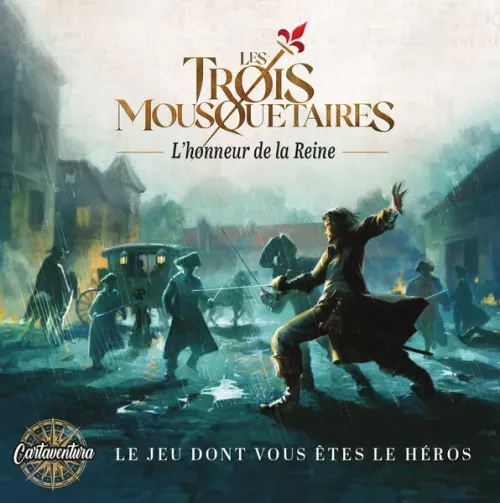 LES
TROIS
MOUSQUETAIRES
L'honneur de la Reine
Cartaventura
LE JEU DONT VOUS ÊTES LE HÉROS